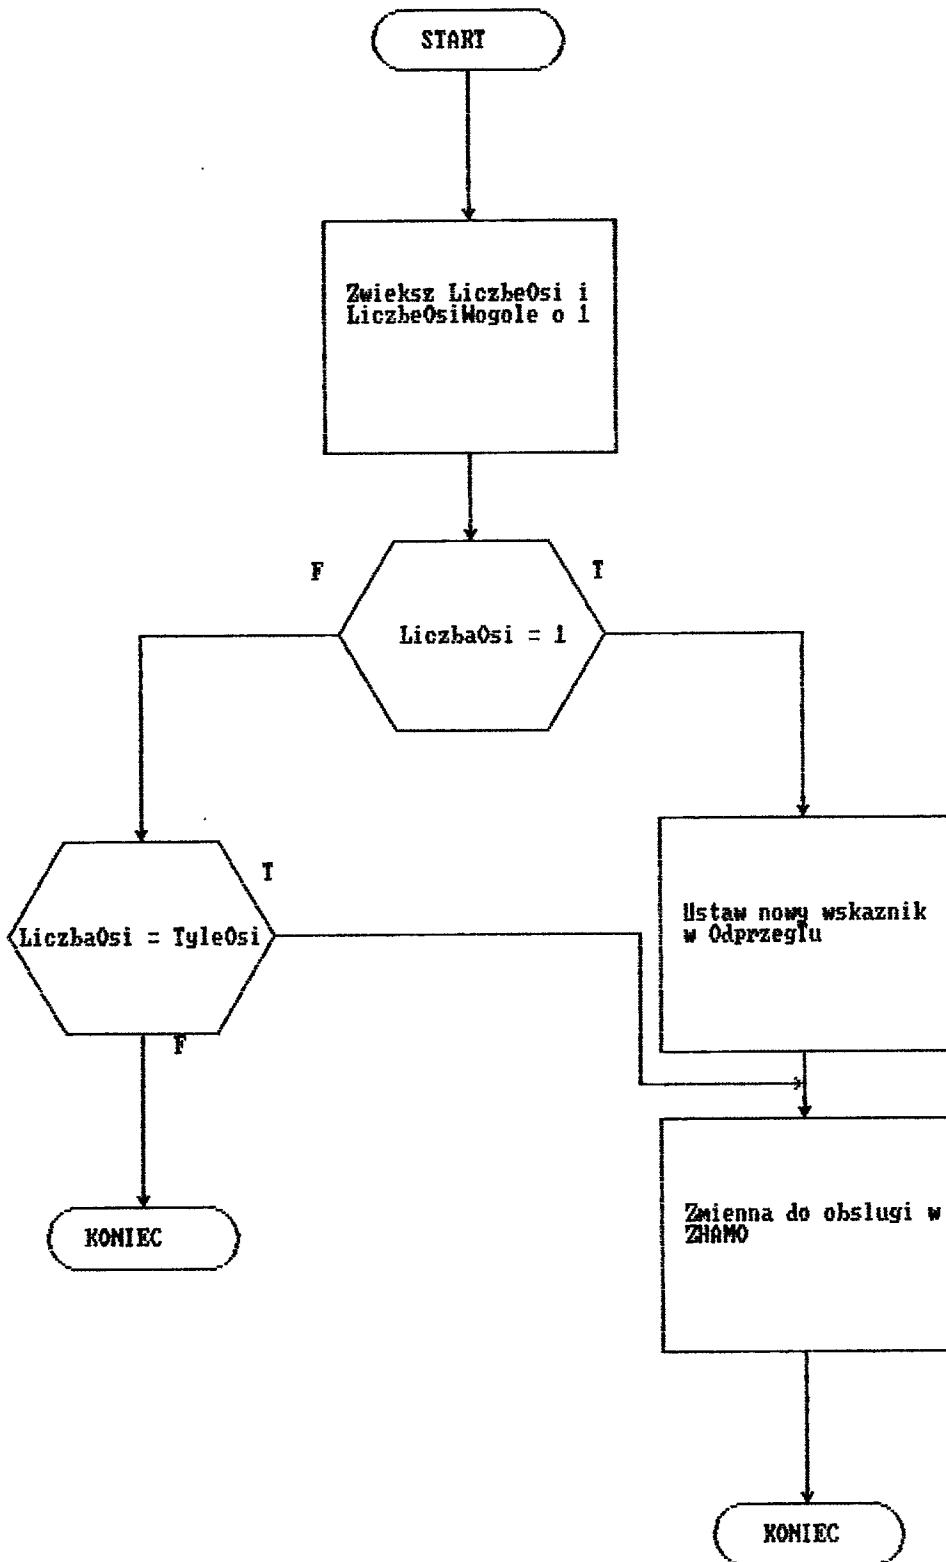 START
Zwieksz LiczbeOsi i
LiczbeOsiWogole o 1
F
T
LiczbaOsi = 1
T
LiczbaOsi = TyleOsi
F
Ustaw nowy wskaznik
w OdprzegTu
Zmienna do obslugi w
ZHAMO
KONIEC
KONIEC